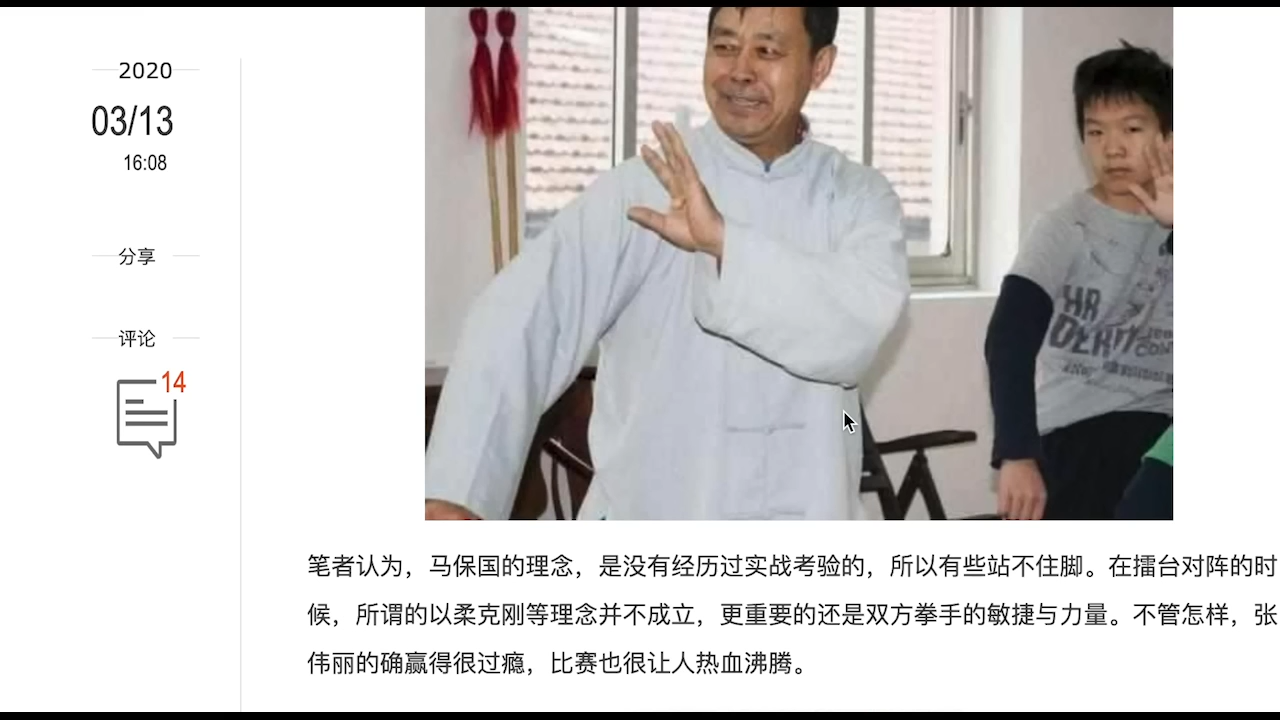 2020
03/13
16:08
分享
评论
14
HR
DERTY
笔者认为，马保国的理念，是没有经历过实战考验的，所以有些站不住脚。在擂台对阵的时
候，所谓的以柔克刚等理念并不成立，更重要的还是双方拳手的敏捷与力量。不管怎样，张
伟丽的确赢得很过瘾，比赛也很让人热血沸腾。